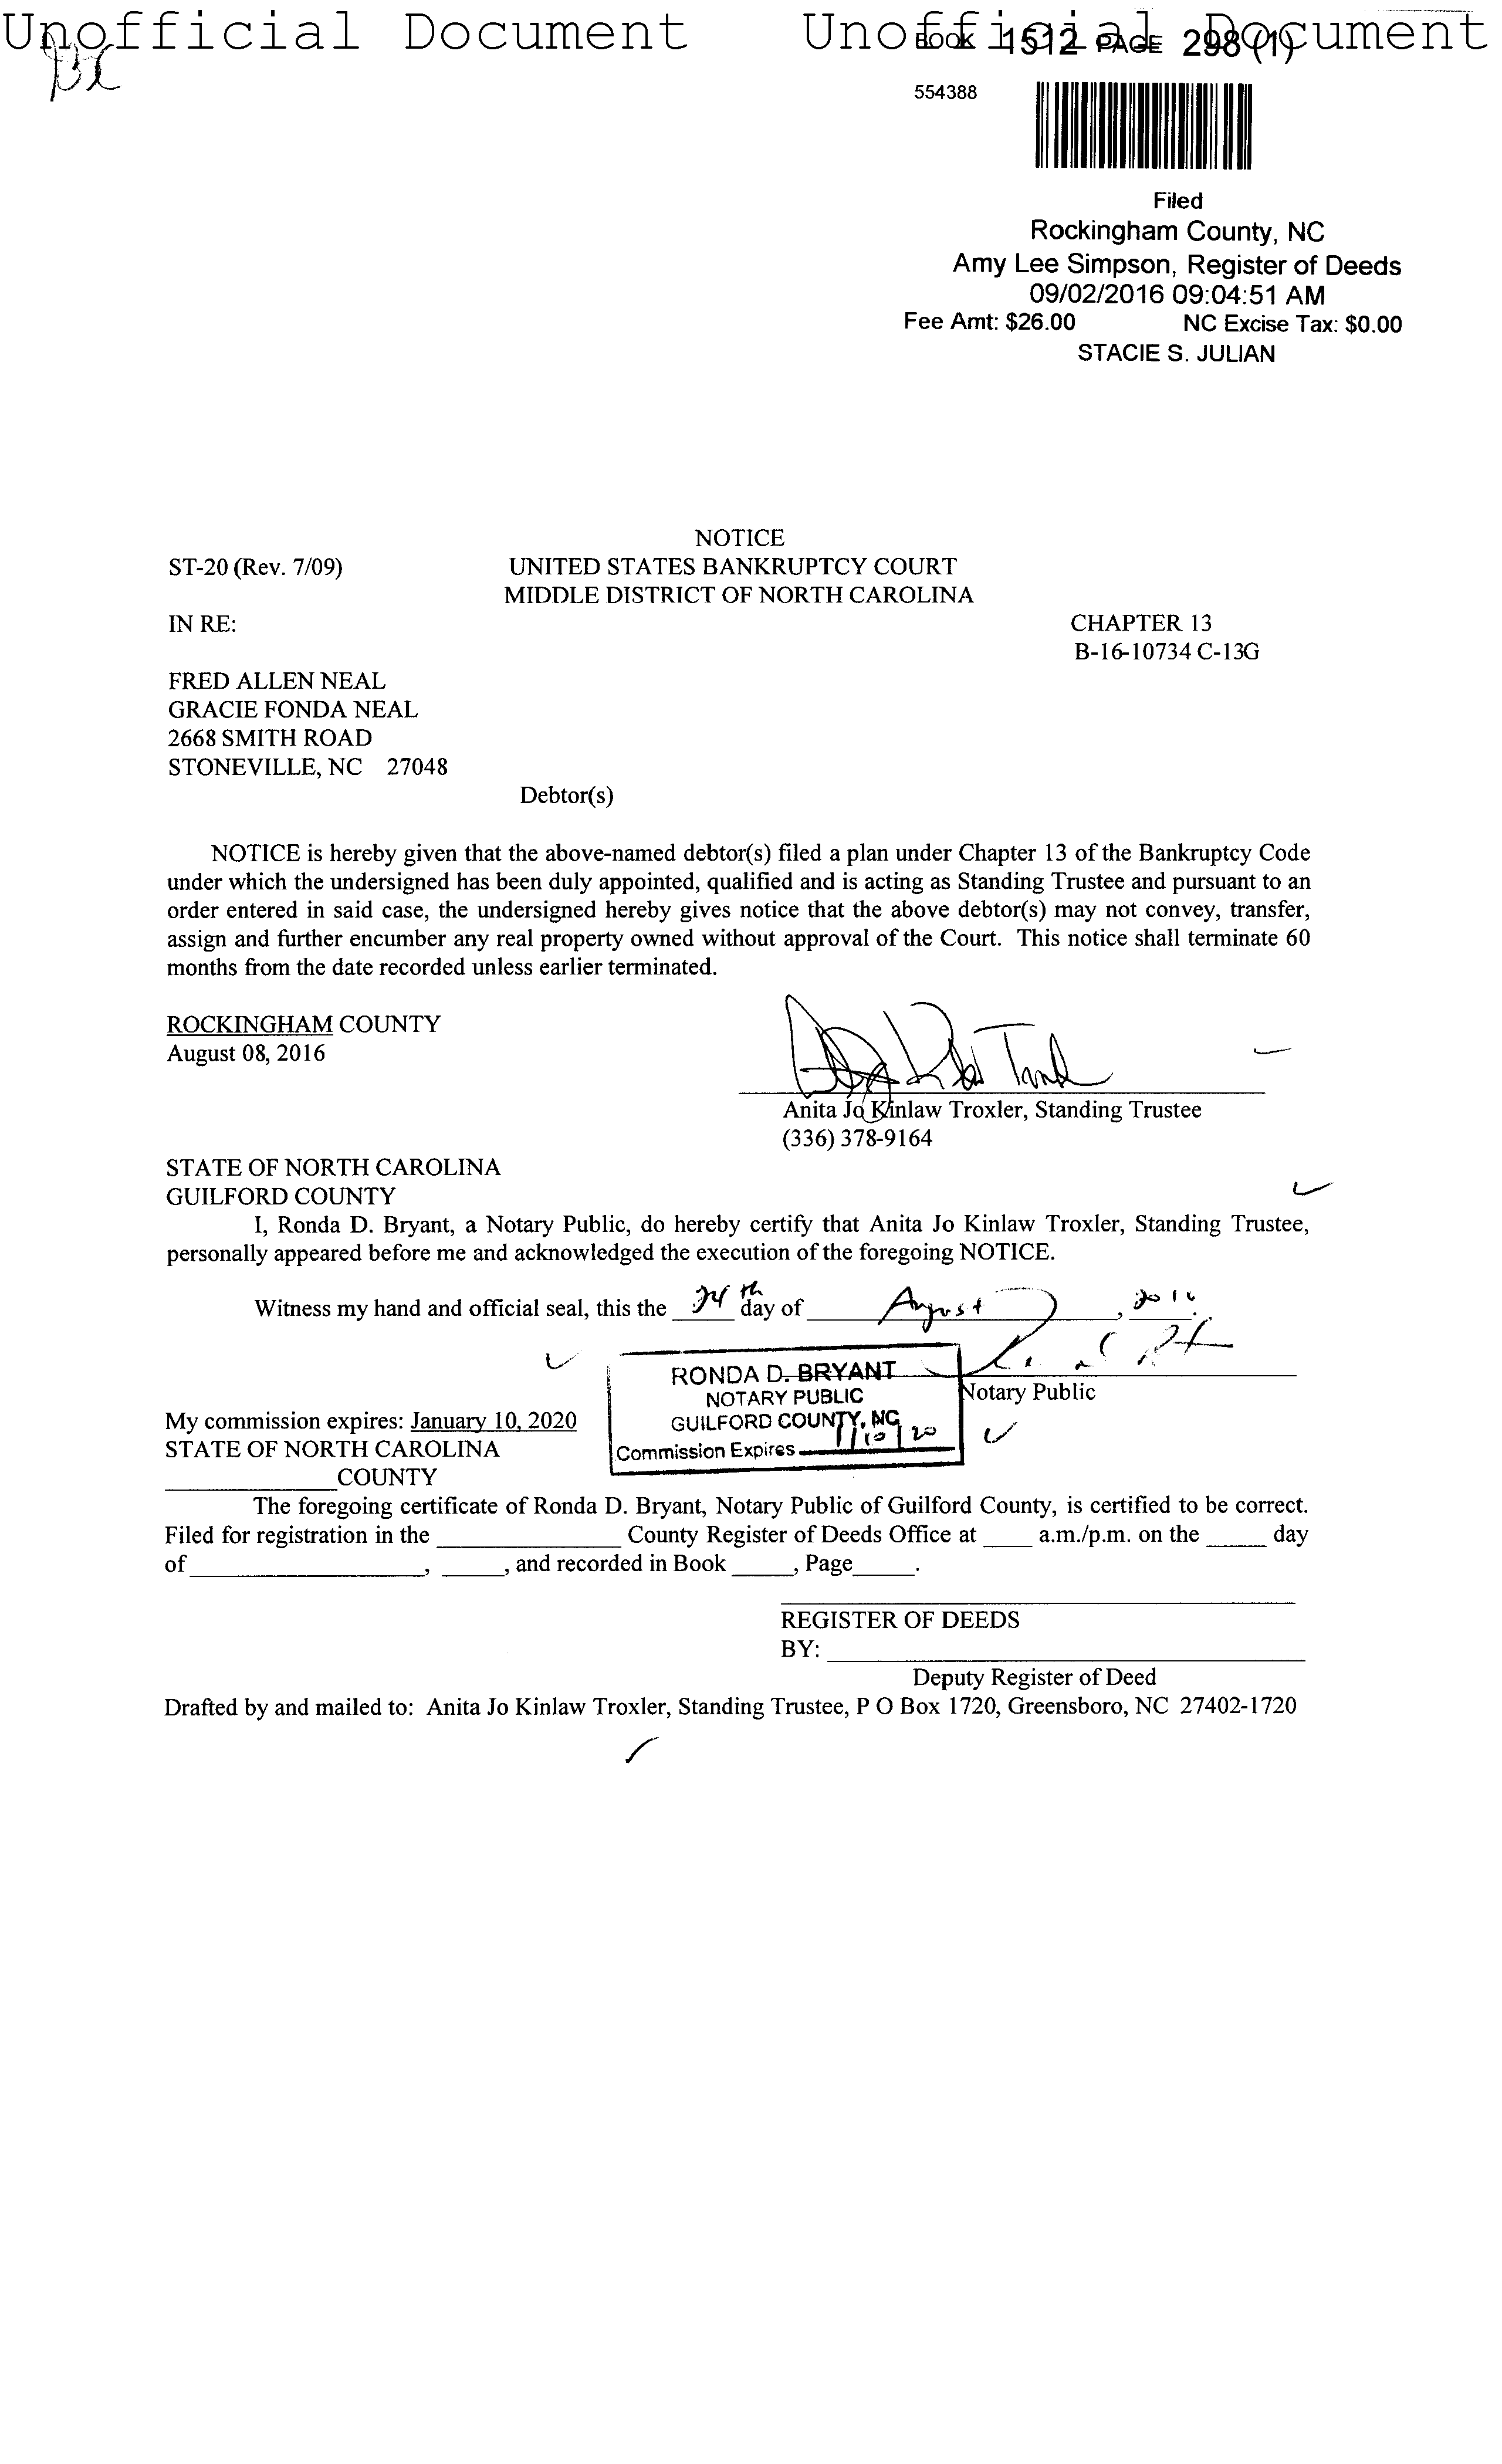 Unofficial Document Unofficial Document
BOOK 1512 PAGE 298 (1)
554388
Filed
Rockingham County, NC
Amy Lee Simpson, Register of Deeds
09/02/2016 09:04:51 AM
Fee Amt: $26.00 NC Excise Tax: $0.00
STACIE S. JULIAN
NOTICE
ST-20 (Rev. 7/09) UNITED STATES BANKRUPTCY COURT
MIDDLE DISTRICT OF NORTH CAROLINA
IN RE: CHAPTER 13
B-16-10734 C-13G
FRED ALLEN NEAL
GRACIE FONDA NEAL
2668 SMITH ROAD
STONEVILLE, NC 27048
Debtor(s)
NOTICE is hereby given that the above-named debtor(s) filed a plan under Chapter 13 of the Bankruptcy Code
under which the undersigned has been duly appointed, qualified and is acting as Standing Trustee and pursuant to an
order entered in said case, the undersigned hereby gives notice that the above debtor(s) may not convey, transfer,
assign and further encumber any real property owned without approval of the Court. This notice shall terminate 60
months from the date recorded unless earlier terminated.
ROCKINGHAM COUNTY
August 08, 2016
Anita Jo Kinlaw Troxler, Standing Trustee
(336) 378-9164
STATE OF NORTH CAROLINA
GUILFORD COUNTY
I, Ronda D. Bryant, a Notary Public, do hereby certify that Anita Jo Kinlaw Troxler, Standing Trustee,
personally appeared before me and acknowledged the execution of the foregoing NOTICE.
Witness my hand and official seal, this the 24th day of August, 2016.
RONDA D. BRYANT
NOTARY PUBLIC
GUILFORD COUNTY, NC
Commission Expires 1/10/20
Notary Public
My commission expires: January 10, 2020
STATE OF NORTH CAROLINA
____________ COUNTY
The foregoing certificate of Ronda D. Bryant, Notary Public of Guilford County, is certified to be correct.
Filed for registration in the ____________ County Register of Deeds Office at ____ a.m./p.m. on the _____ day
of ____________, _____, and recorded in Book _____, Page_____.
REGISTER OF DEEDS
BY: ____________
Deputy Register of Deed
Drafted by and mailed to: Anita Jo Kinlaw Troxler, Standing Trustee, P O Box 1720, Greensboro, NC 27402-1720